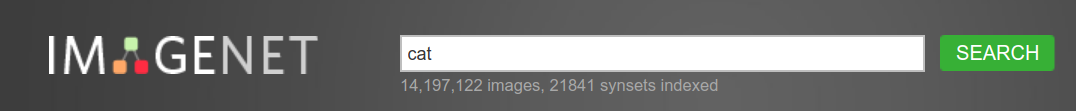 IMAGENET
cat
SEARCH
14,197,122 images, 21841 synsets indexed